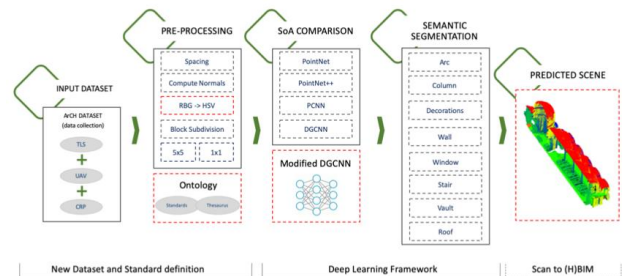 INPUT DATASET
ArCH DATASET
(data collection)
TLS
UAV
CRP
PRE-PROCESSING
Spacing
Compute Normals
RBG -> HSV
Block Subdivision
5x5
1x1
Ontology
Standards
Thesaurus
SoA COMPARISON
PointNet
PointNet++
PCNN
DGCNN
Modified DGCNN
SEMANTIC
SEGMENTATION
Arc
Column
Decorations
Wall
Window
Stair
Vault
Roof
PREDICTED SCENE
New Dataset and Standard definition
Deep Learning Framework
Scan to (H)BIM